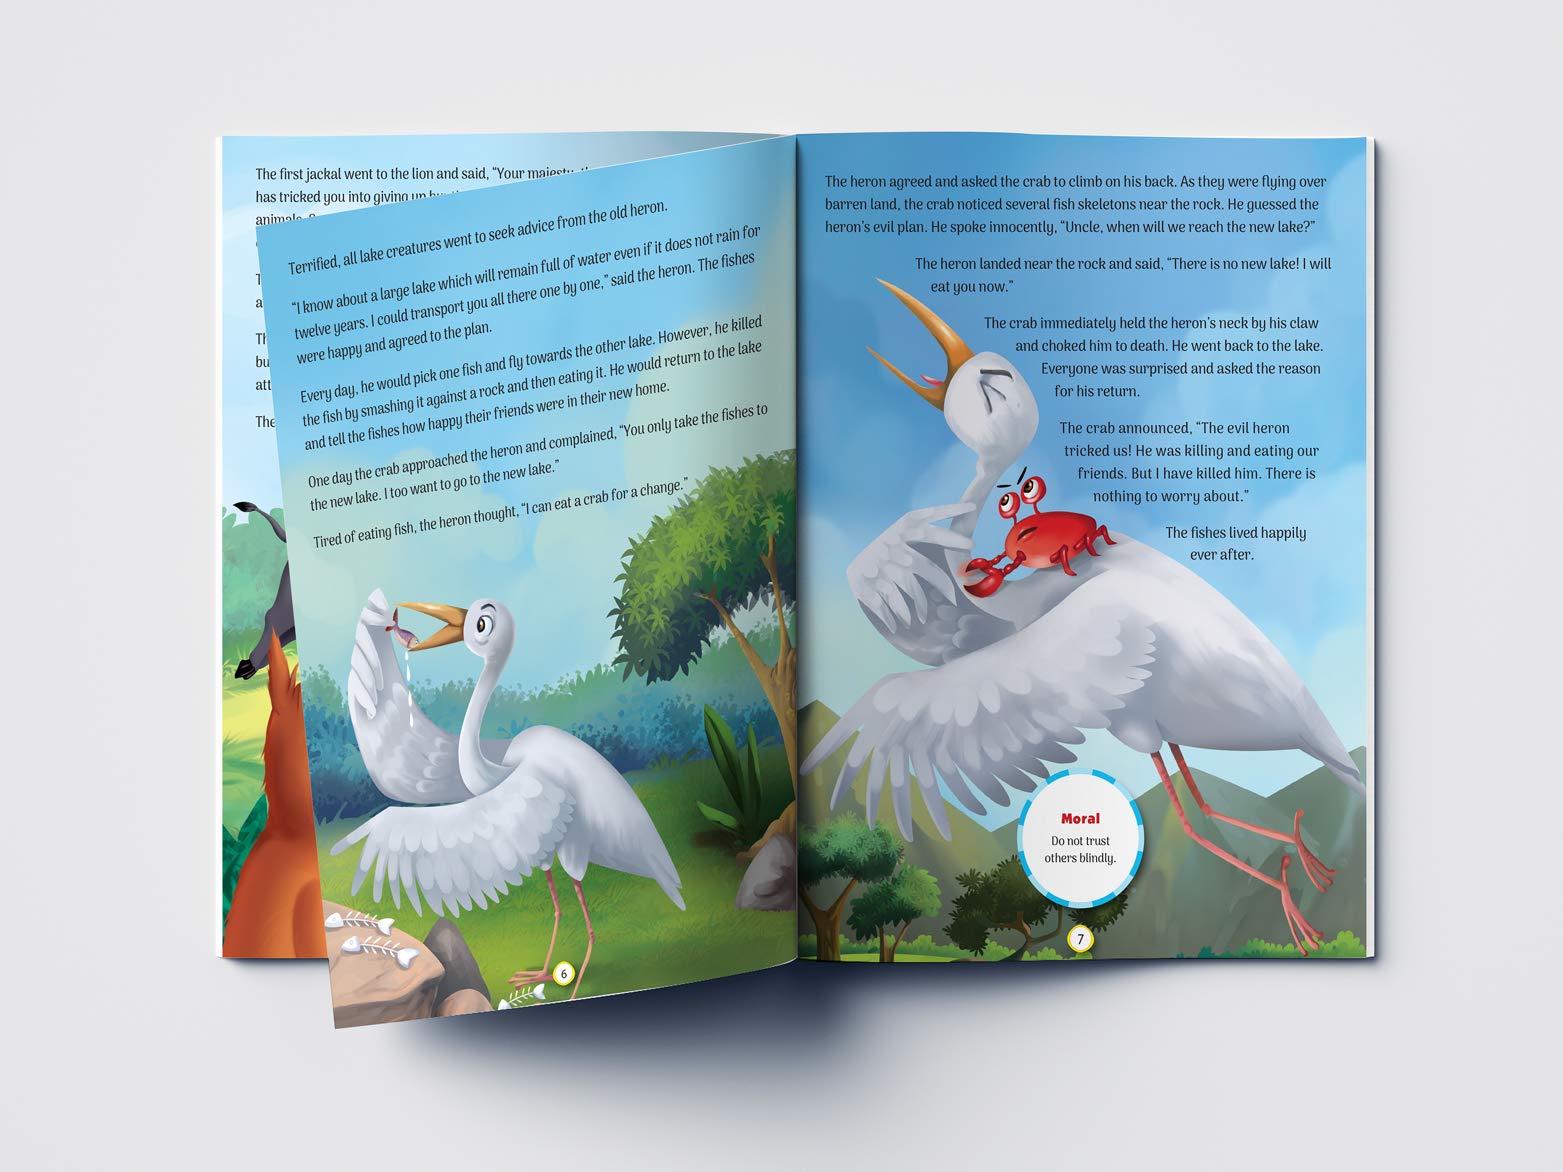 The first jackal went to the lion and said, “Your majesty,
has tricked you into giving up
animals.
Terrified, all lake creatures went to seek advice from the old heron.
“I know about a large lake which will remain full of water even if it does not rain for
twelve years. I could transport you all there one by one,” said the heron. The fishes
were happy and agreed to the plan.
Every day, he would pick one fish and fly towards the other lake. However, he killed
the fish by smashing it against a rock and then eating it. He would return to the lake
and tell the fishes how happy their friends were in their new home.
One day the crab approached the heron and complained, “You only take the fishes to
the new lake. I too want to go to the new lake.”
Tired of eating fish, the heron thought, “I can eat a crab for a change.”
6
The heron agreed and asked the crab to climb on his back. As they were flying over
barren land, the crab noticed several fish skeletons near the rock. He guessed the
heron’s evil plan. He spoke innocently, “Uncle, when will we reach the new lake?”
The heron landed near the rock and said, “There is no new lake! I will
eat you now.”
The crab immediately held the heron’s neck by his claw
and choked him to death. He went back to the lake.
Everyone was surprised and asked the reason
for his return.
The crab announced, “The evil heron
tricked us! He was killing and eating our
friends. But I have killed him. There is
nothing to worry about.”
The fishes lived happily
ever after.
Moral
Do not trust
others blindly.
7